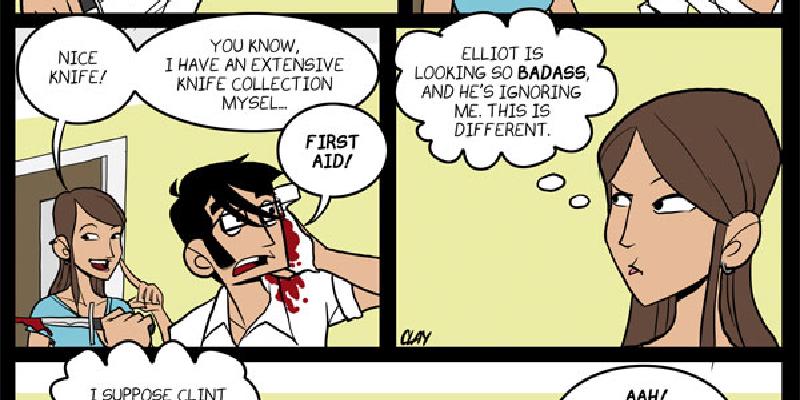 NICE
KNIFE!
YOU KNOW,
I HAVE AN EXTENSIVE
KNIFE COLLECTION
MYSEL...
FIRST
AID!
ELLIOT IS
LOOKING SO BADASS,
AND HE'S IGNORING
ME. THIS IS
DIFFERENT.
CLAY
I SUPPOSE CLINT
AAH!